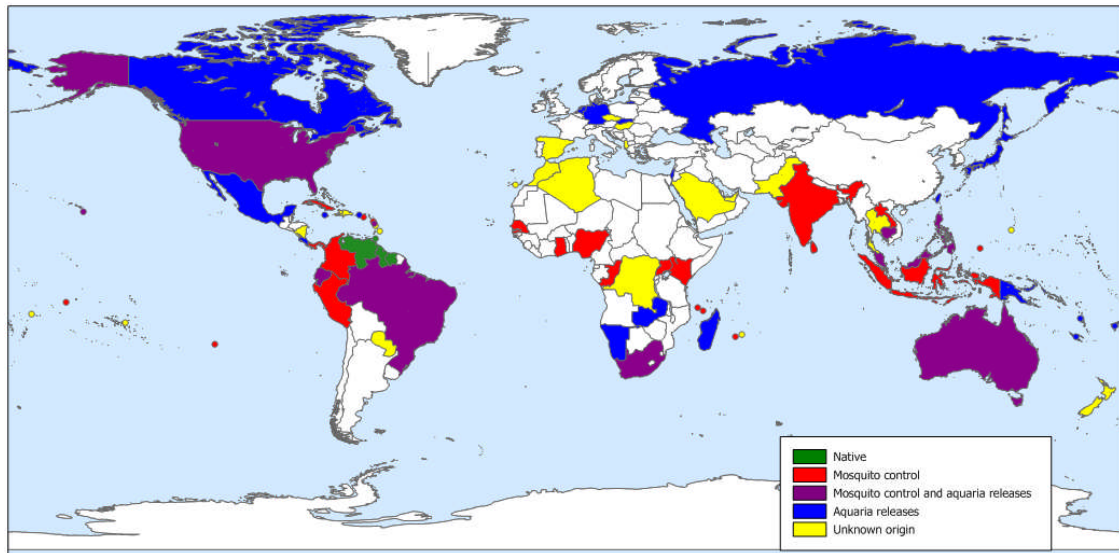 Native
Mosquito control
Mosquito control and aquaria releases
Aquaria releases
Unknown origin